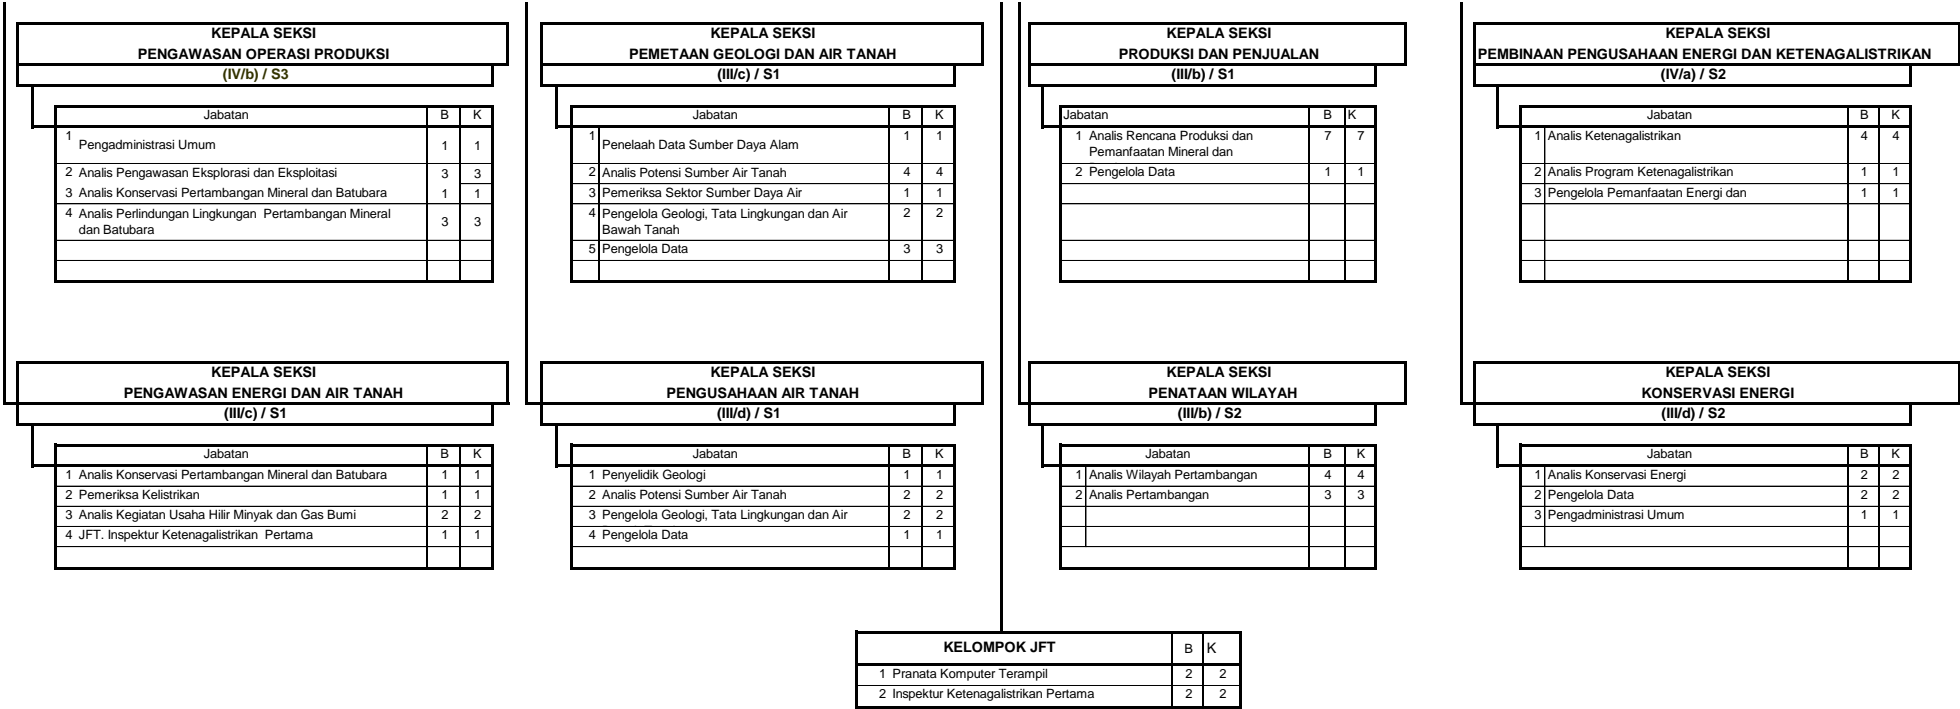 KEPALA SEKSI
PENGAWASAN OPERASI PRODUKSI
(IV/b) / S3
Jabatan B K
1 Pengadministrasi Umum 1 1
2 Analis Pengawasan Eksplorasi dan Eksploitasi 3 3
3 Analis Konservasi Pertambangan Mineral dan Batubara 1 1
4 Analis Perlindungan Lingkungan Pertambangan Mineral
dan Batubara 3 3
KEPALA SEKSI
PEMETAAN GEOLOGI DAN AIR TANAH
(III/c) / S1
Jabatan B K
1 Penelaah Data Sumber Daya Alam 1 1
2 Analis Potensi Sumber Air Tanah 4 4
3 Pemeriksa Sektor Sumber Daya Air 1 1
4 Pengelola Geologi, Tata Lingkungan dan Air 2 2
Bawah Tanah
5 Pengelola Data 3 3
KEPALA SEKSI
PRODUKSI DAN PENJUALAN
(III/b) / S1
Jabatan B K
1 Analis Rencana Produksi dan 7 7
Pemanfaatan Mineral dan
2 Pengelola Data 1 1
KEPALA SEKSI
PEMBINAAN PENGUSAHAAN ENERGI DAN KETENAGALISTRIKAN
(IV/a) / S2
Jabatan B K
1 Analis Ketenagalistrikan 4 4
2 Analis Program Ketenagalistrikan 1 1
3 Pengelola Pemanfaatan Energi dan 1 1
KEPALA SEKSI
PENGAWASAN ENERGI DAN AIR TANAH
(III/c) / S1
Jabatan B K
1 Analis Konservasi Pertambangan Mineral dan Batubara 1 1
2 Pemeriksa Kelistrikan 1 1
3 Analis Kegiatan Usaha Hilir Minyak dan Gas Bumi 2 2
4 JFT. Inspektur Ketenagalistrikan Pertama 1 1
KEPALA SEKSI
PENGUSAHAAN AIR TANAH
(III/d) / S1
Jabatan B K
1 Penyelidik Geologi 1 1
2 Analis Potensi Sumber Air Tanah 2 2
3 Pengelola Geologi, Tata Lingkungan dan Air 2 2
4 Pengelola Data 1 1
KEPALA SEKSI
PENATAAN WILAYAH
(III/b) / S2
Jabatan B K
1 Analis Wilayah Pertambangan 4 4
2 Analis Pertambangan 3 3
KEPALA SEKSI
KONSERVASI ENERGI
(III/d) / S2
Jabatan B K
1 Analis Konservasi Energi 2 2
2 Pengelola Data 2 2
3 Pengadministrasi Umum 1 1
KELOMPOK JFT B K
1 Pranata Komputer Terampil 2 2
2 Inspektur Ketenagalistrikan Pertama 2 2